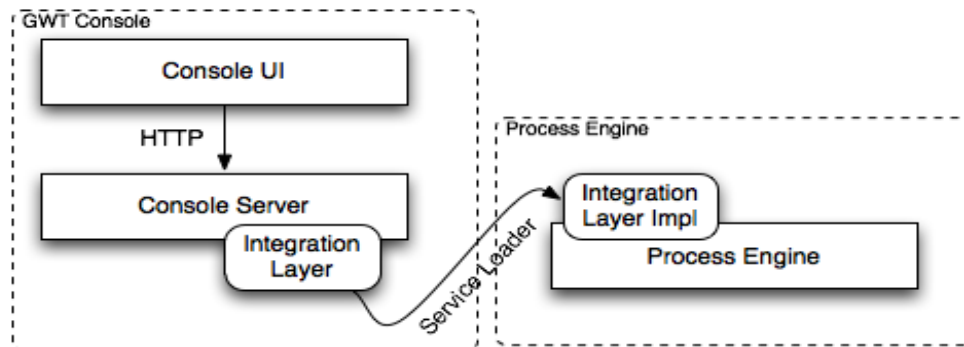 GWT Console
Console UI
HTTP
Console Server
Integration
Layer
Service Loader
Process Engine
Integration
Layer Impl
Process Engine